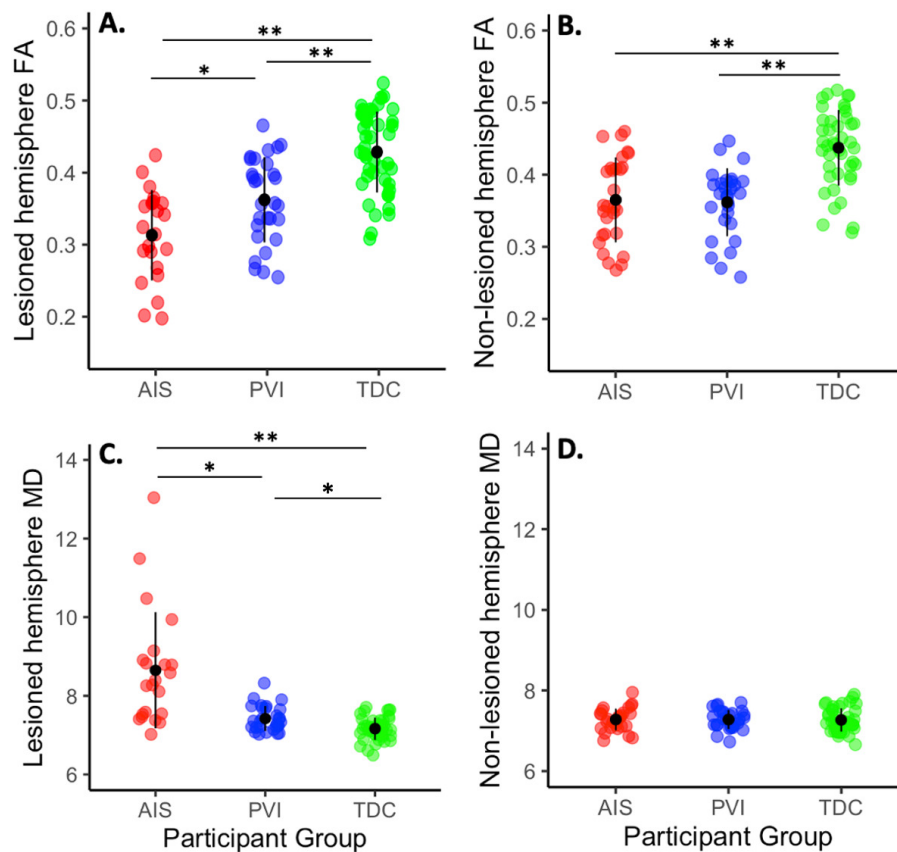 A.
Lesioned hemisphere FA
0.6
0.5
0.4
0.3
0.2
**
*
**
AIS PVI TDC
B.
Non-lesioned hemisphere FA
0.6
0.5
0.4
0.3
0.2
**
**
AIS PVI TDC
C.
Lesioned hemisphere MD
14
12
10
8
6
**
*
*
AIS PVI TDC
Participant Group
D.
Non-lesioned hemisphere MD
14
12
10
8
6
AIS PVI TDC
Participant Group